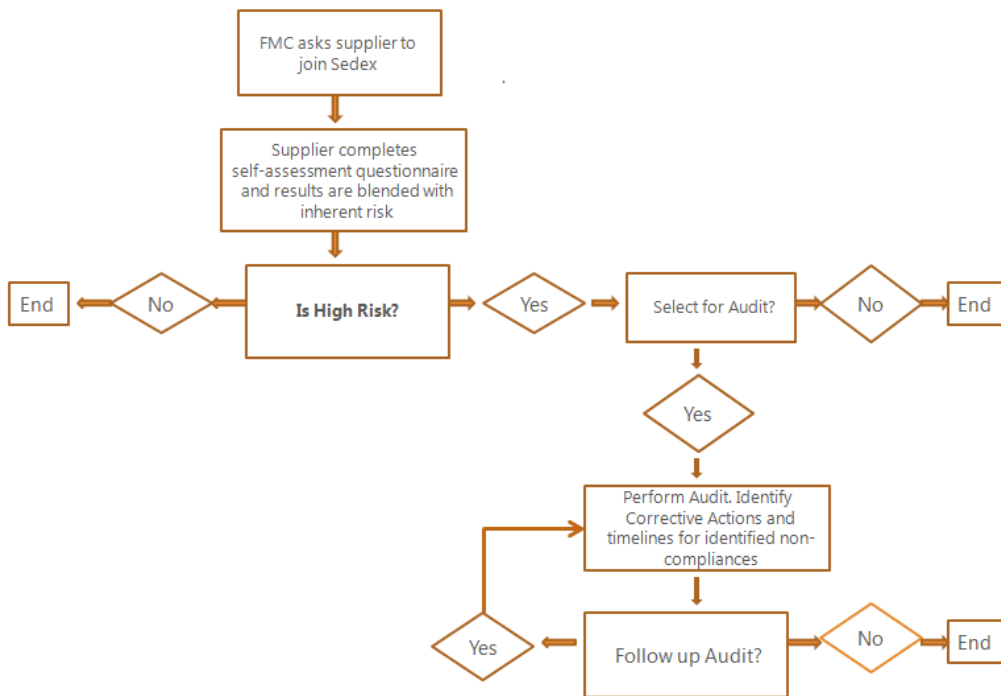 FMC asks supplier to
join Sedex
Supplier completes
self-assessment questionnaire
and results are blended with
inherent risk
End
No
Is High Risk?
Yes
Select for Audit?
No
End
Yes
Perform Audit. Identify
Corrective Actions and
timelines for identified non-
compliances
Yes
Follow up Audit?
No
End